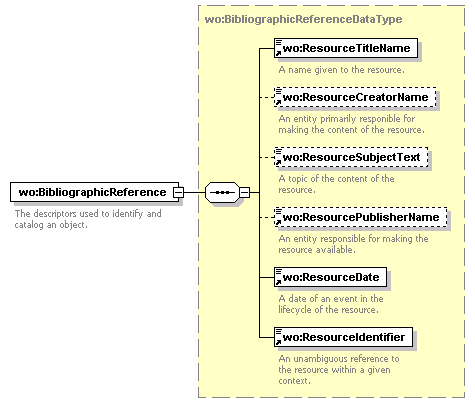 wo:BibliographicReferenceDataType
wo:ResourceTitleName
A name given to the resource.
wo:ResourceCreatorName
An entity primarily responible for
making the content of the resource.
wo:ResourceSubjectText
A topic of the content of the
resource.
wo:BibliographicReference
The descriptors used to identify and
catalog an object.
wo:ResourcePublisherName
An entity responsible for making the
resource available.
wo:ResourceDate
A date of an event in the
lifecycle of the resource.
wo:ResourceIdentifier
An unambiguous reference to
the resource within a given
context.